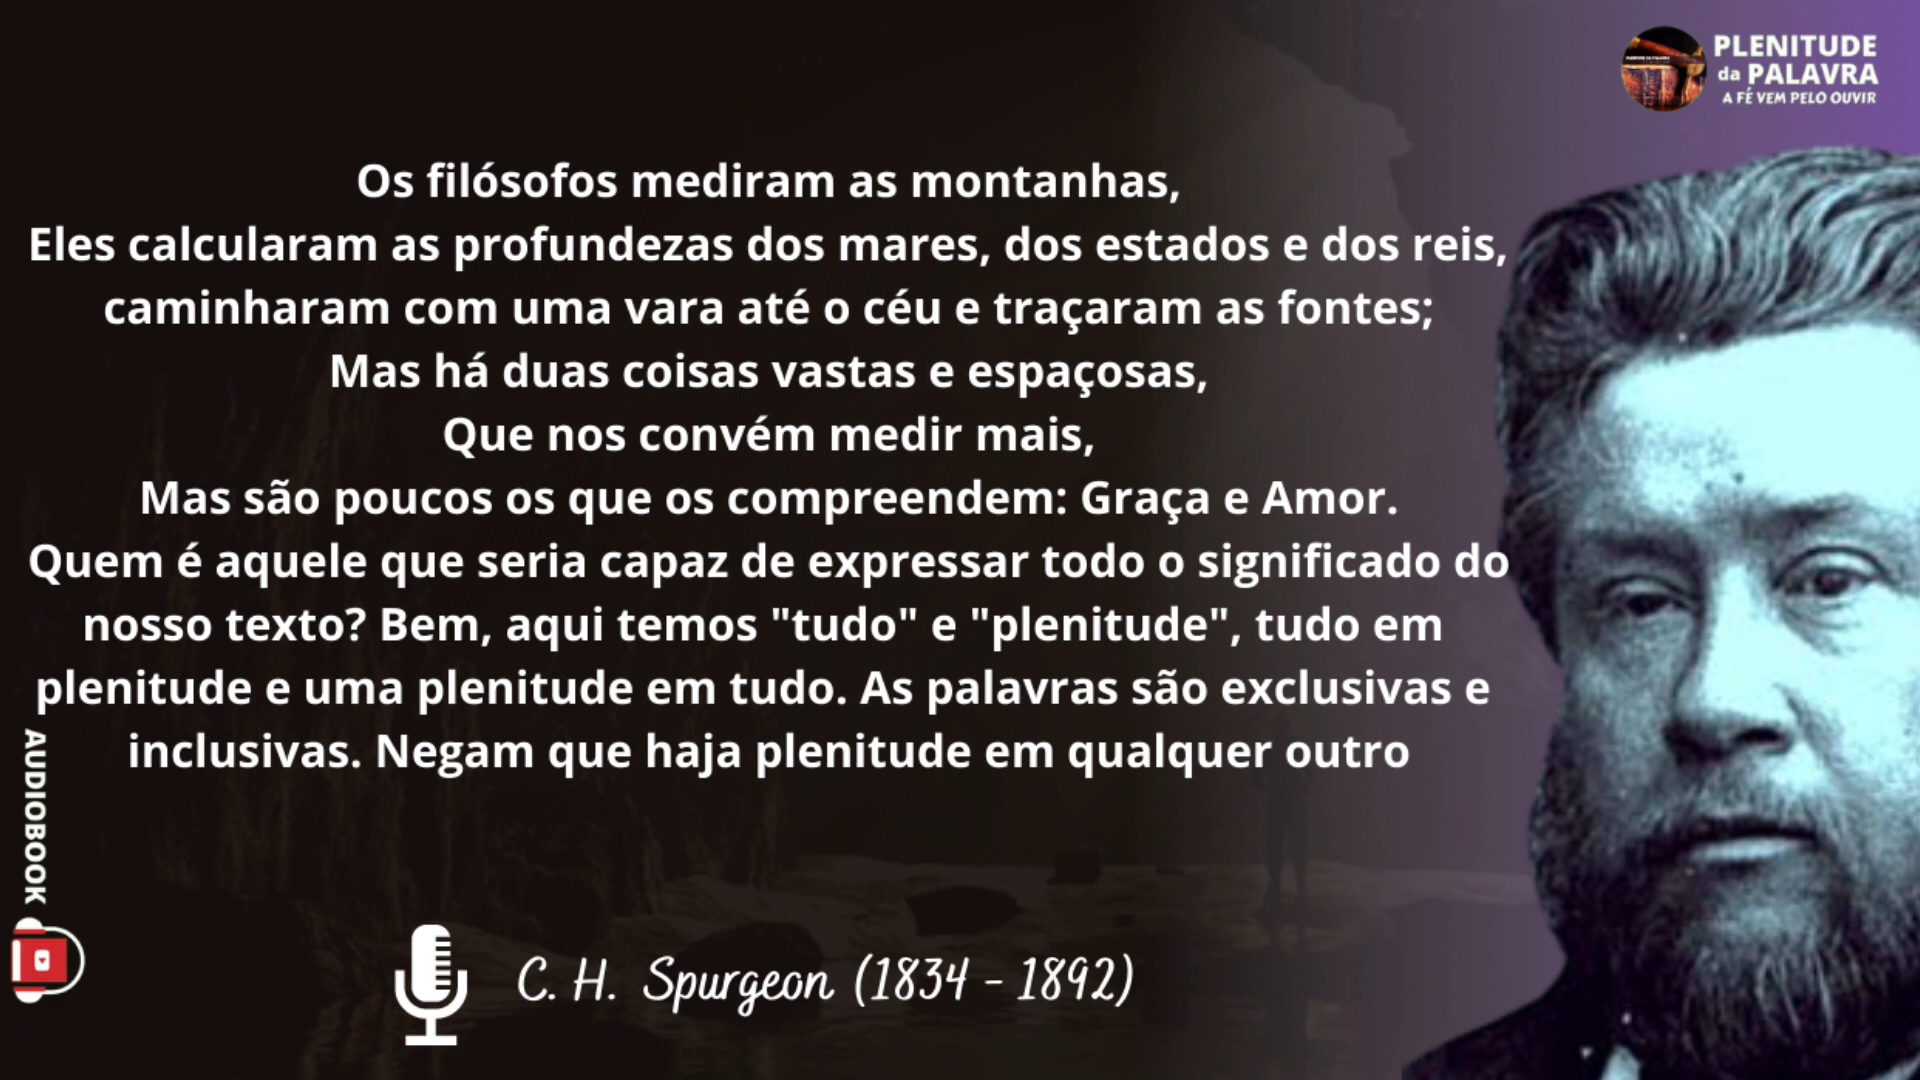 PLENITUDE
da PALAVRA
A FÉ VEM PELO OUVIR
Os filósofos mediram as montanhas,
Eles calcularam as profundezas dos mares, dos estados e dos reis,
caminharam com uma vara até o céu e traçaram as fontes;
Mas há duas coisas vastas e espaçosas,
Que nos convém medir mais,
Mas são poucos os que os compreendem: Graça e Amor.
Quem é aquele que seria capaz de expressar todo o significado do
nosso texto? Bem, aqui temos "tudo" e "plenitude", tudo em
plenitude e uma plenitude em tudo. As palavras são exclusivas e
inclusivas. Negam que haja plenitude em qualquer outro
AUDIOBOOK
C. H. Spurgeon (1834 - 1892)